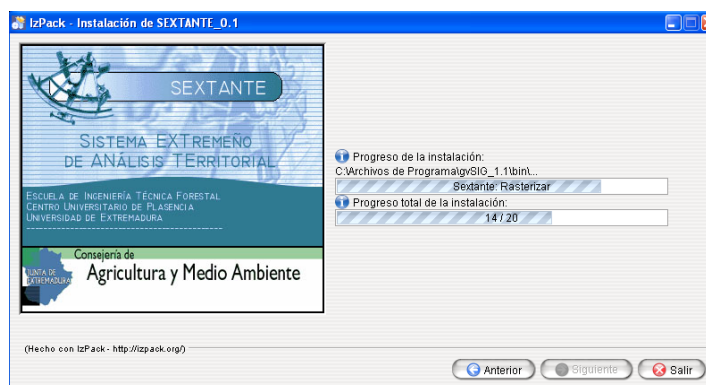 IzPack - Instalación de SEXTANTE_0.1
SEXTANTE
SISTEMA EXTREMEÑO
DE ANÁLISIS TERRITORIAL
ESCUELA DE INGENIERÍA TÉCNICA FORESTAL
CENTRO UNIVERSITARIO DE PLASENCIA
UNIVERSIDAD DE EXTREMADURA
Consejería de
Agricultura y Medio Ambiente
JUNTA DE
EXTREMADURA
Progreso de la instalación:
C:\Archivos de Programa\gvSIG_1.1\bin\...
Sextante: Rasterizar
Progreso total de la instalación:
14 / 20
(Hecho con IzPack - http://izpack.org/)
Anterior
Siguiente
Salir